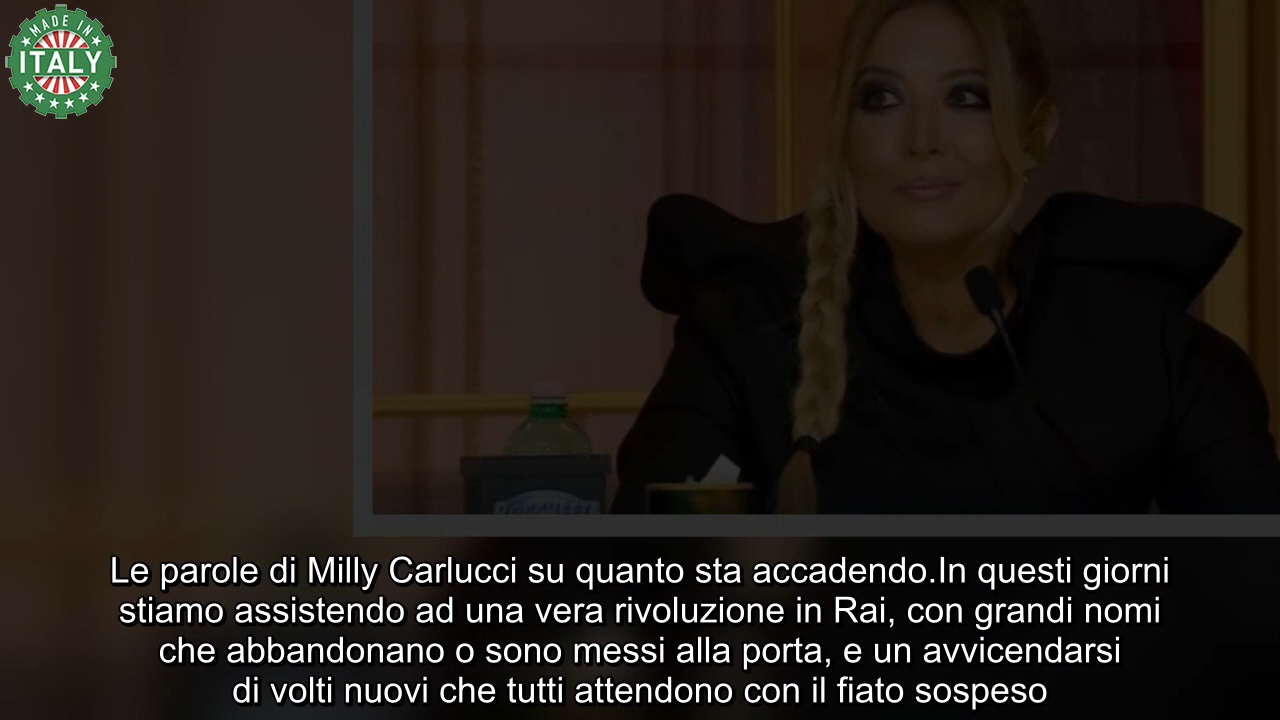 MADE IN
ITALY
Le parole di Milly Carlucci su quanto sta accadendo.In questi giorni
stiamo assistendo ad una vera rivoluzione in Rai, con grandi nomi
che abbandonano o sono messi alla porta, e un avvicendarsi
di volti nuovi che tutti attendono con il fiato sospeso